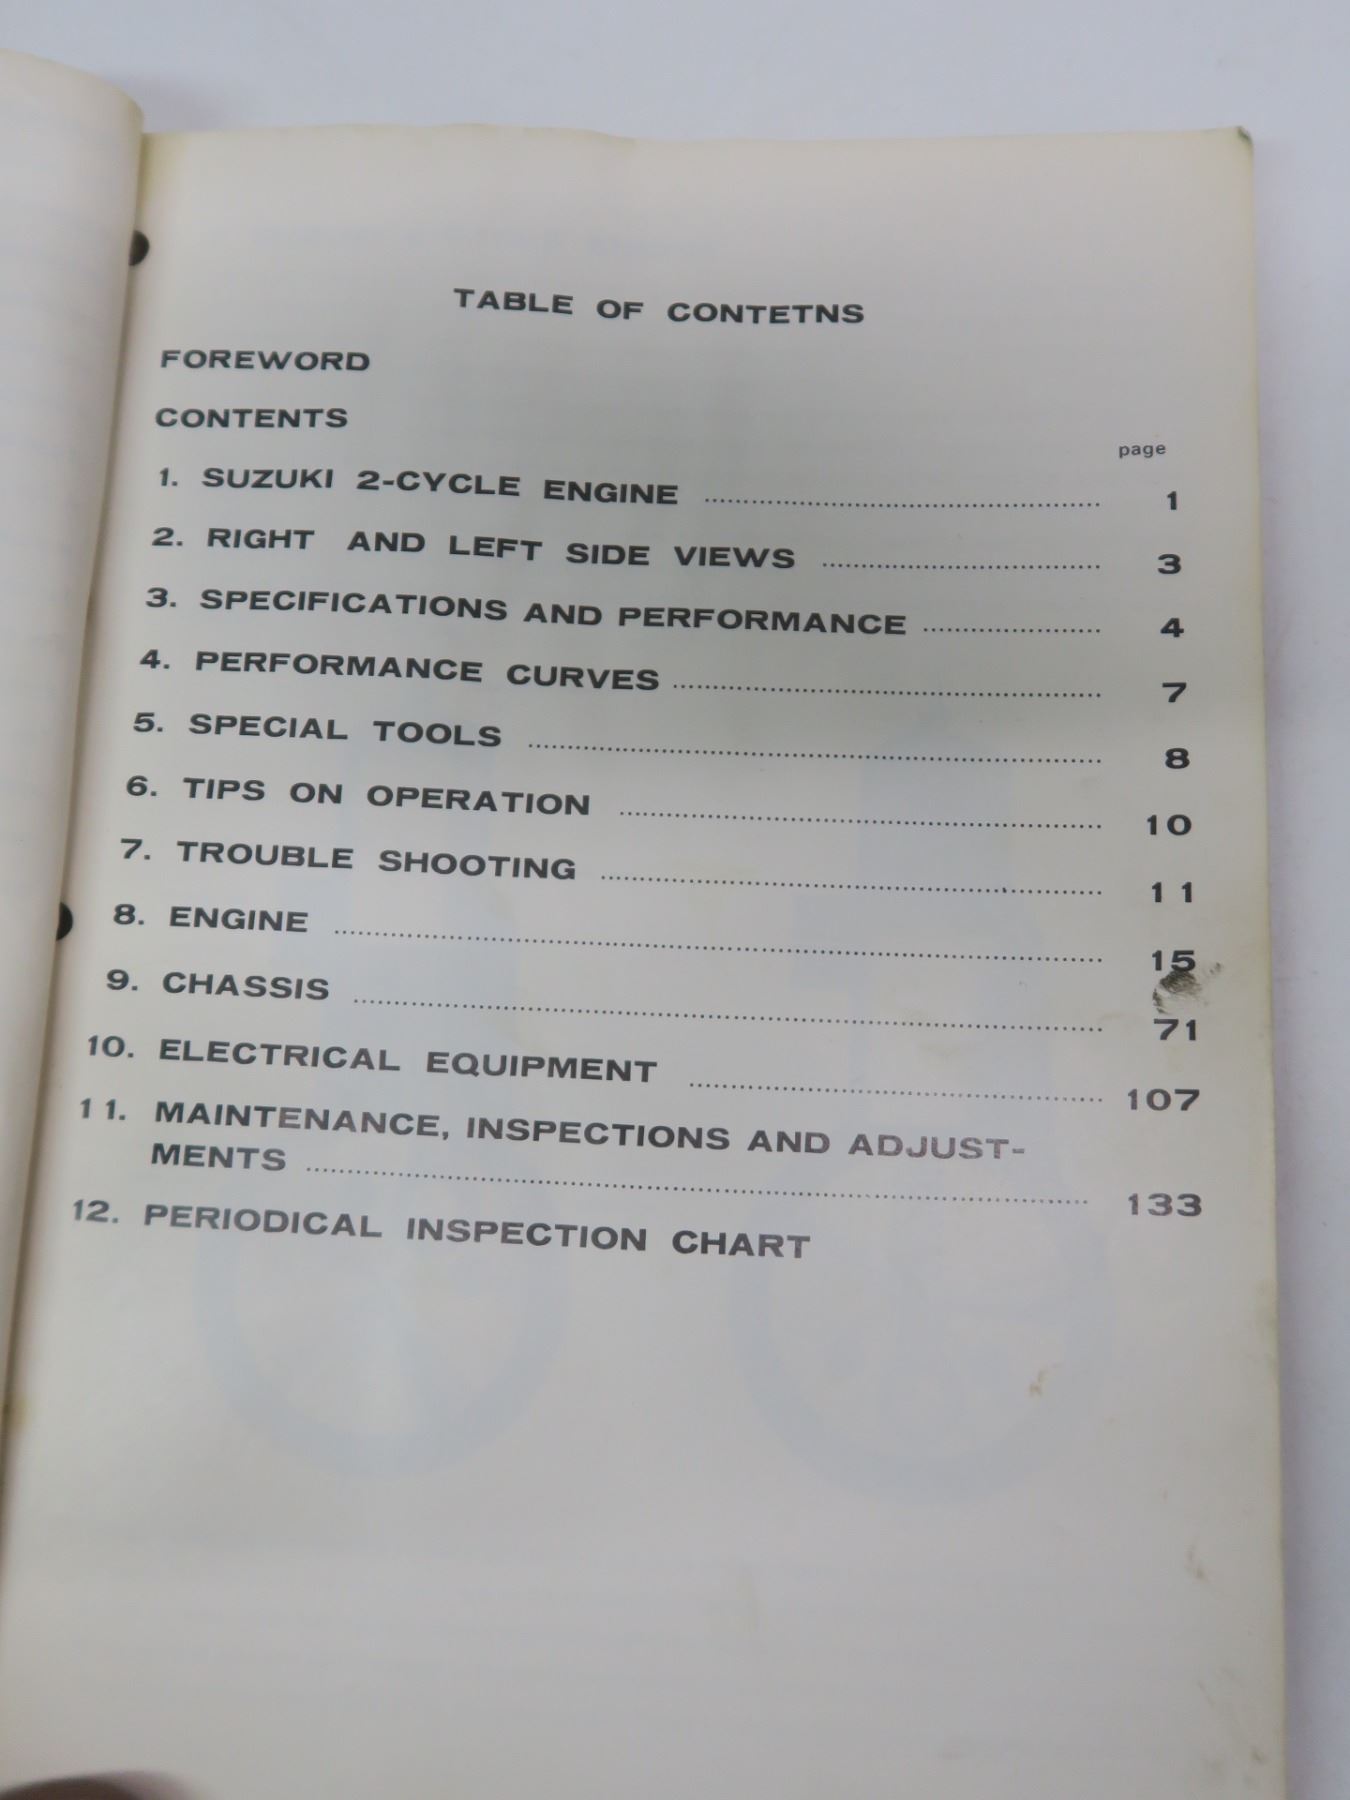 TABLE OF CONTETNS
FOREWORD
CONTENTS
page
1. SUZUKI 2-CYCLE ENGINE ........................................ 1
2. RIGHT AND LEFT SIDE VIEWS ........................................ 3
3. SPECIFICATIONS AND PERFORMANCE ........................................ 4
4. PERFORMANCE CURVES ........................................ 7
5. SPECIAL TOOLS ........................................ 8
6. TIPS ON OPERATION ........................................ 10
7. TROUBLE SHOOTING ........................................ 11
8. ENGINE ........................................ 15
9. CHASSIS ........................................ 71
10. ELECTRICAL EQUIPMENT ........................................ 107
11. MAINTENANCE, INSPECTIONS AND ADJUST-
MENTS ........................................ 133
12. PERIODICAL INSPECTION CHART